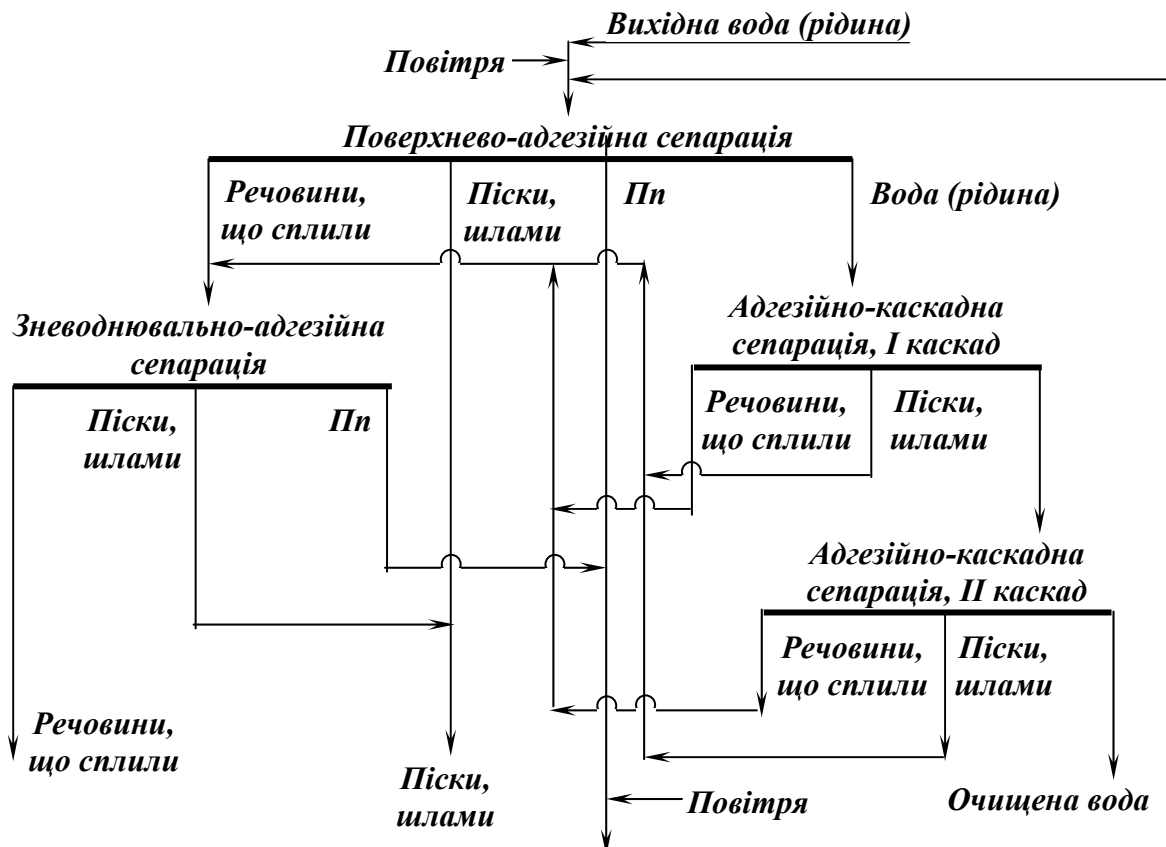 Вихідна вода (рідина)
Повітря
Поверхнево-адгезійна сепарація
Речовини,
що сплили
Піски,
шлами
Пп
Вода (рідина)
Зневоднювально-адгезійна
сепарація
Адгезійно-каскадна
сепарація, I каскад
Піски,
шлами
Пп
Речовини,
що сплили
Піски,
шлами
Адгезійно-каскадна
сепарація, II каскад
Речовини,
що сплили
Піски,
шлами
Речовини,
що сплили
Піски,
шлами
Повітря
Очищена вода